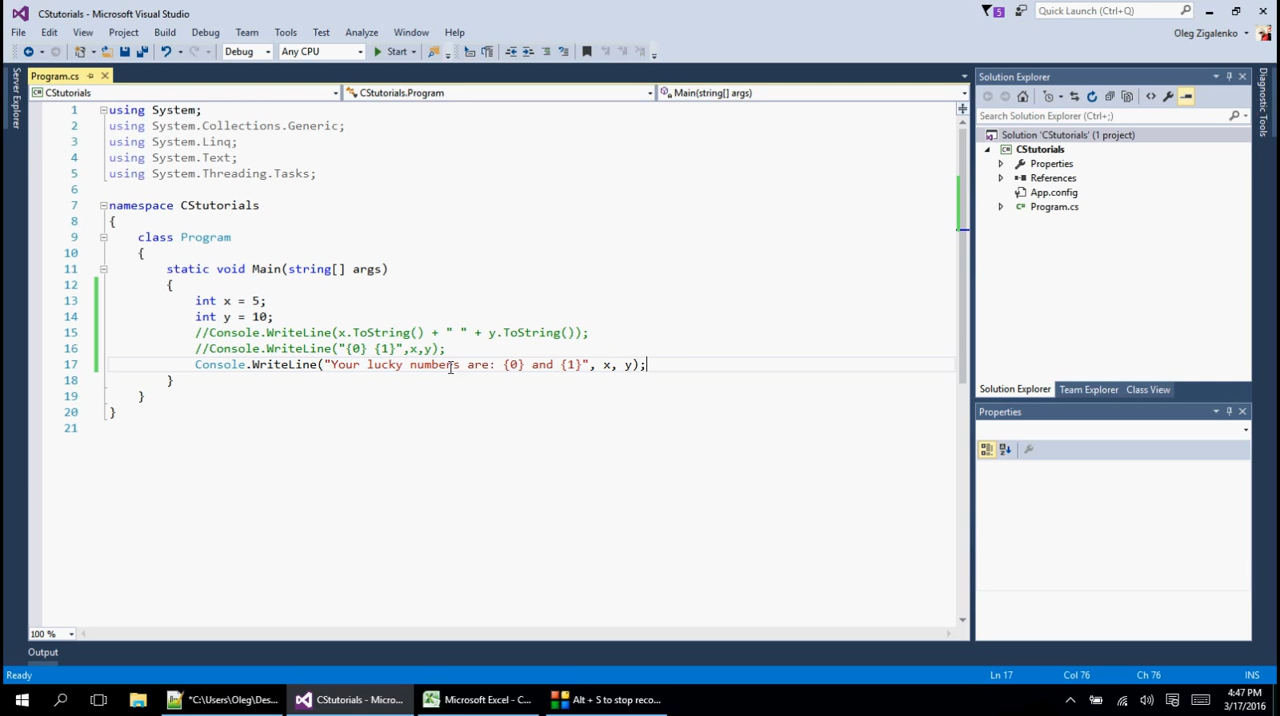 CStutorials - Microsoft Visual Studio
5
Quick Launch (Ctrl+Q)
File Edit View Project Build Debug Team Tools Test Analyze Window Help
Oleg Zigalenko
Debug Any CPU Start
Server Explorer
Program.cs
CStutorials CStutorials.Program Main(string[] args)
1 using System;
2 using System.Collections.Generic;
3 using System.Linq;
4 using System.Text;
5 using System.Threading.Tasks;
6
7 namespace CStutorials
8 {
9 class Program
10 {
11 static void Main(string[] args)
12 {
13 int x = 5;
14 int y = 10;
15 //Console.WriteLine(x.ToString() + " " + y.ToString());
16 //Console.WriteLine("{0} {1}",x,y);
17 Console.WriteLine("Your lucky numbers are: {0} and {1}", x, y);
18 }
19 }
20 }
21
100 %
Solution Explorer
Search Solution Explorer (Ctrl+;)
Solution 'CStutorials' (1 project)
CStutorials
Properties
References
App.config
Program.cs
Solution Explorer Team Explorer Class View
Properties
Diagnostic Tools
Output
Ready Ln 17 Col 76 Ch 76 INS
*C:\Users\Oleg\Des... CStutorials - Micro... Microsoft Excel - C... Alt + S to stop reco...
4:47 PM
3/17/2016